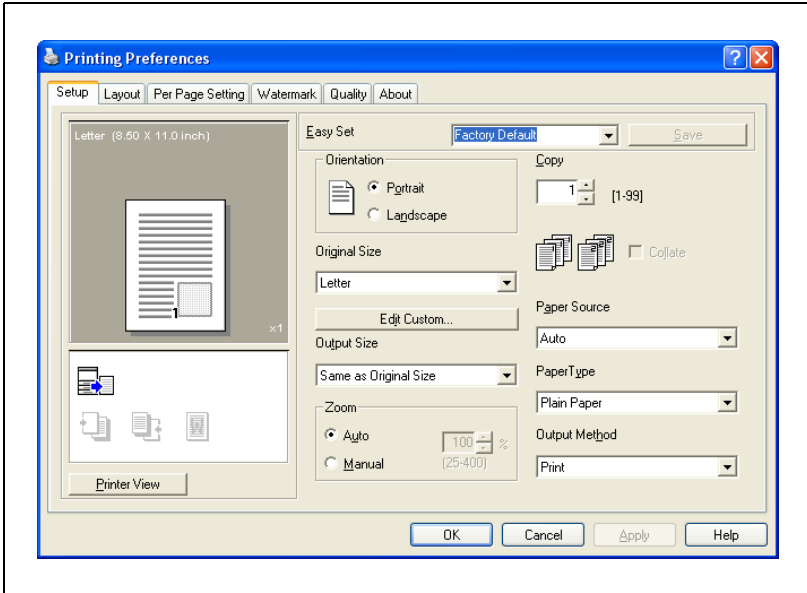 Printing Preferences
Setup Layout Per Page Setting Watermark Quality About
Letter (8.50 X 11.0 inch)
1
x1
Printer View
Easy Set Factory Default Save
Orientation
Portrait
Landscape
Original Size
Letter
Edit Custom...
Output Size
Same as Original Size
Zoom
Auto
Manual
100 %
(25-400)
Copy
1 [1-99]
Collate
Paper Source
Auto
PaperType
Plain Paper
Output Method
Print
OK Cancel Apply Help